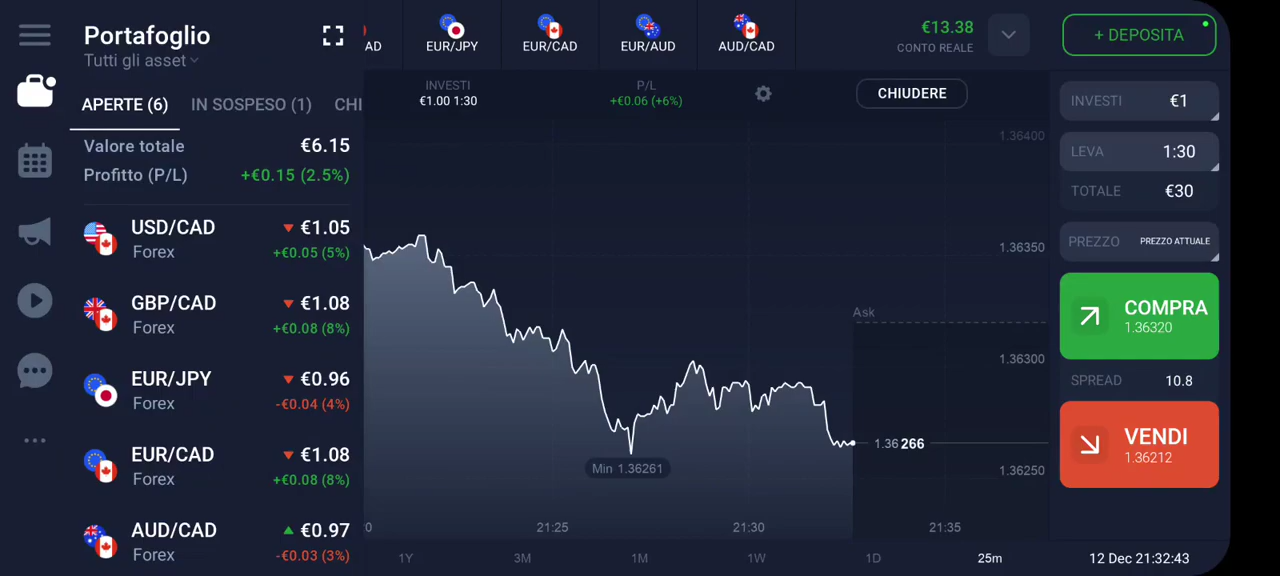 Portafoglio
Tutti gli asset
APERTE (6) IN SOSPESO (1) CHI
Valore totale €6.15
Profitto (P/L) +€0.15 (2.5%)
USD/CAD €1.05
Forex +€0.05 (5%)
GBP/CAD €1.08
Forex +€0.08 (8%)
EUR/JPY €0.96
Forex -€0.04 (4%)
EUR/CAD €1.08
Forex +€0.08 (8%)
AUD/CAD €0.97
Forex -€0.03 (3%)
AD EUR/JPY EUR/CAD EUR/AUD AUD/CAD
€13.38
CONTO REALE
+ DEPOSITA
INVESTI
€1.00 1:30
P/L
+€0.06 (+6%)
CHIUDERE
1.36400
1.36350
Ask
1.36300
1.36266
1.36250
Min 1.36261
0 21:25 21:30 21:35
1Y 3M 1M 1W 1D 25m
INVESTI €1
LEVA 1:30
TOTALE €30
PREZZO PREZZO ATTUALE
COMPRA
1.36320
SPREAD 10.8
VENDI
1.36212
12 Dec 21:32:43